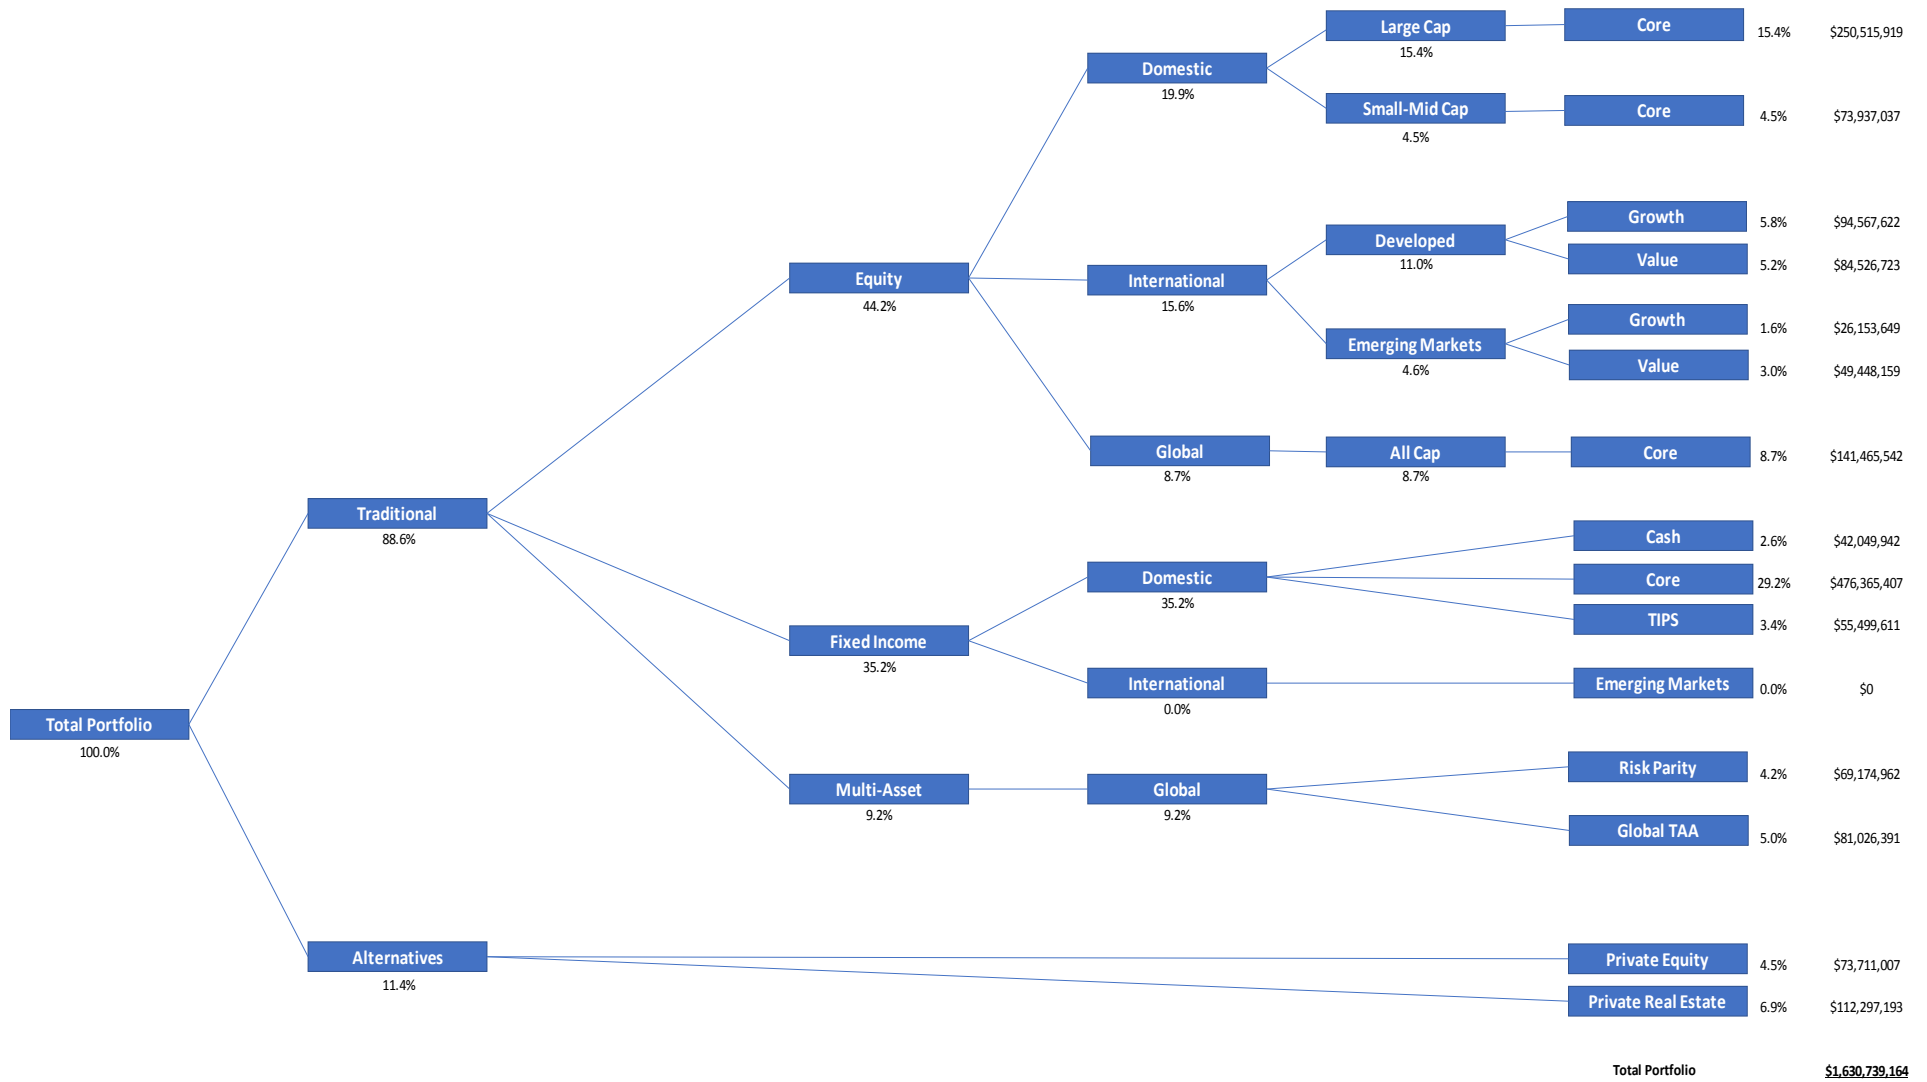 Large Cap
Core
15.4%
$250,515,919
15.4%
Domestic
19.9%
Small-Mid Cap
Core
4.5%
$73,937,037
4.5%
Growth
5.8%
$94,567,622
Developed
11.0%
Value
5.2%
$84,526,723
Equity
44.2%
International
15.6%
Growth
1.6%
$26,153,649
Emerging Markets
4.6%
Value
3.0%
$49,448,159
Global
8.7%
All Cap
8.7%
Core
8.7%
$141,465,542
Traditional
88.6%
Cash
2.6%
$42,049,942
Domestic
35.2%
Core
29.2%
$476,365,407
TIPS
3.4%
$55,499,611
Fixed Income
35.2%
International
0.0%
Emerging Markets
0.0%
$0
Total Portfolio
100.0%
Risk Parity
4.2%
$69,174,962
Multi-Asset
9.2%
Global
9.2%
Global TAA
5.0%
$81,026,391
Alternatives
11.4%
Private Equity
4.5%
$73,711,007
Private Real Estate
6.9%
$112,297,193
Total Portfolio
$1,630,739,164